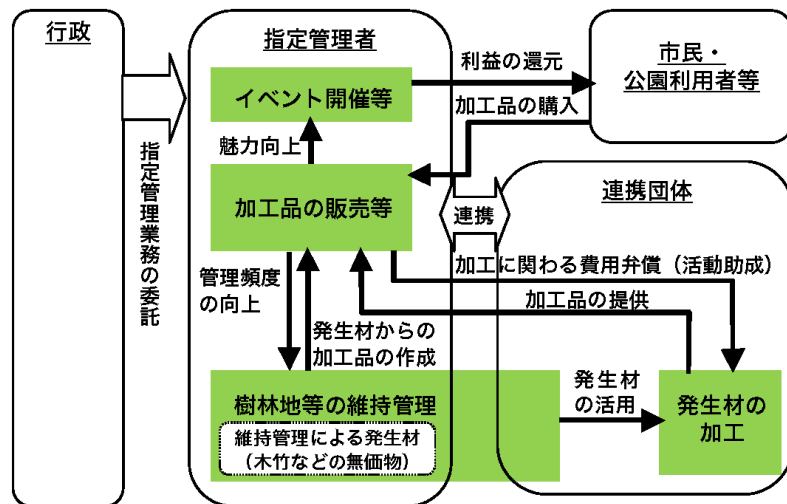 行政
指定管理業務の委託
指定管理者
イベント開催等
魅力向上
加工品の販売等
管理頻度
の向上
発生材からの
加工品の作成
樹林地等の維持管理
維持管理による発生材
（木竹などの無価物）
利益の還元
加工品の購入
市民・
公園利用者等
連携
連携団体
加工に関わる費用弁償（活動助成）
加工品の提供
発生材
の活用
発生材の
加工